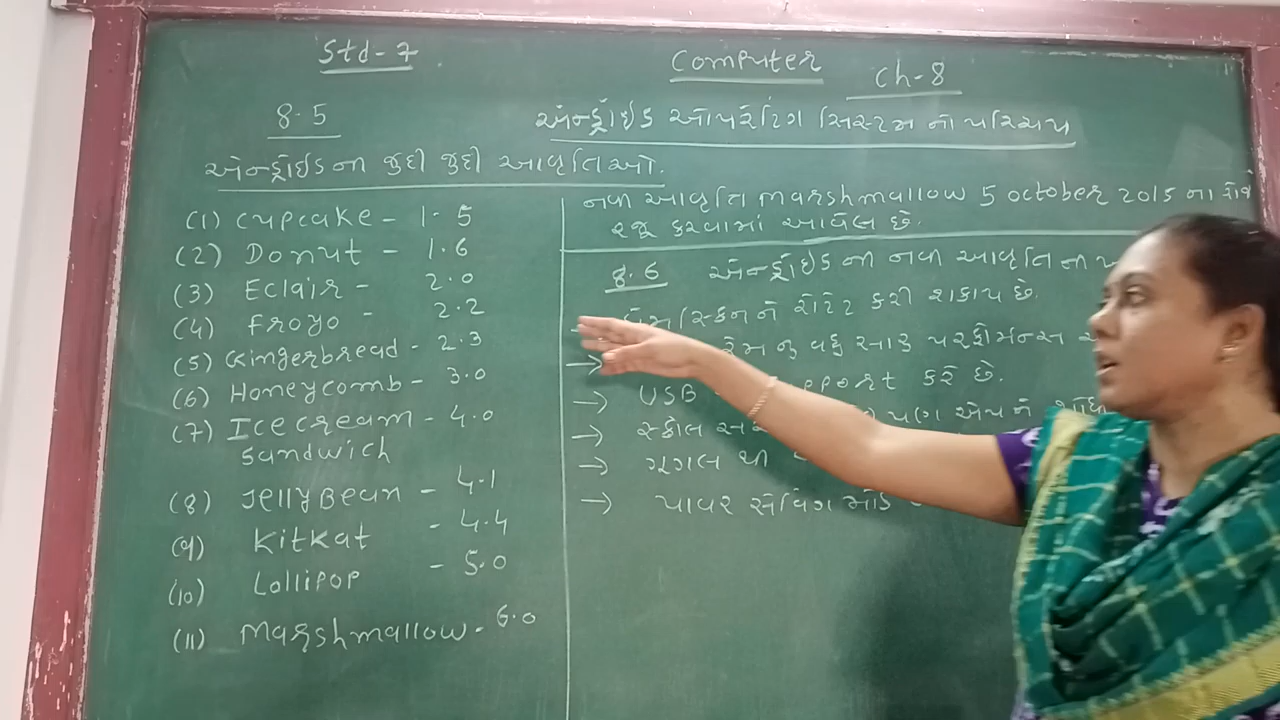 Std-7
Computer
Ch-8
8.5
એન્ડ્રોઇડ ઓપરેટિંગ સિસ્ટમ નો પરિચય
એન્ડ્રોઇડના જુદી જુદી આવૃતિઓ.
(1) Cupcake - 1.5
(2) Donut - 1.6
(3) Eclair - 2.0
(4) Froyo - 2.2
(5) Gingerbread - 2.3
(6) Honeycomb - 3.0
(7) Ice cream - 4.0
Sandwich
(8) Jelly Bean - 4.1
(9) Kitkat - 4.4
(10) Lollipop - 5.0
(11) Marshmallow - 6.0
નવી આવૃતિ Marshmallow 5 october 2015 ના રોજ
રજૂ કરવામાં આવેલ છે.
8.6 એન્ડ્રોઇડ ના નવી આવૃતિ ના
સ્ક્રિન ને રોટેટ કરી શકાય છે.
→ નુ વધુ સારુ પરફોર્મન્સ
→ USB કરે છે.
→ સ્ક્રોલ પણ એપ ને
→ ગુગલ થી
→ પાવર સેવિંગ મોડ